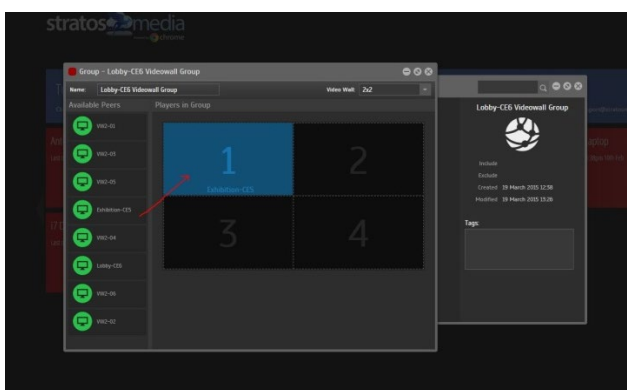 stratos media
chrome
Group - Lobby-CE6 Videowall Group
Name: Lobby-CE6 Videowall Group
Video Wall: 2x2
Available Peers
Players in Group
VW2-01
VW2-03
VW2-05
Exhibition-CE5
VW2-04
Lobby-CE6
VW2-06
VW2-02
1
Exhibition-CE5
2
3
4
Lobby-CE6 Videowall Group
Include
Exclude
Created 19 March 2015 12:58
Modified 19 March 2015 15:26
Tags: